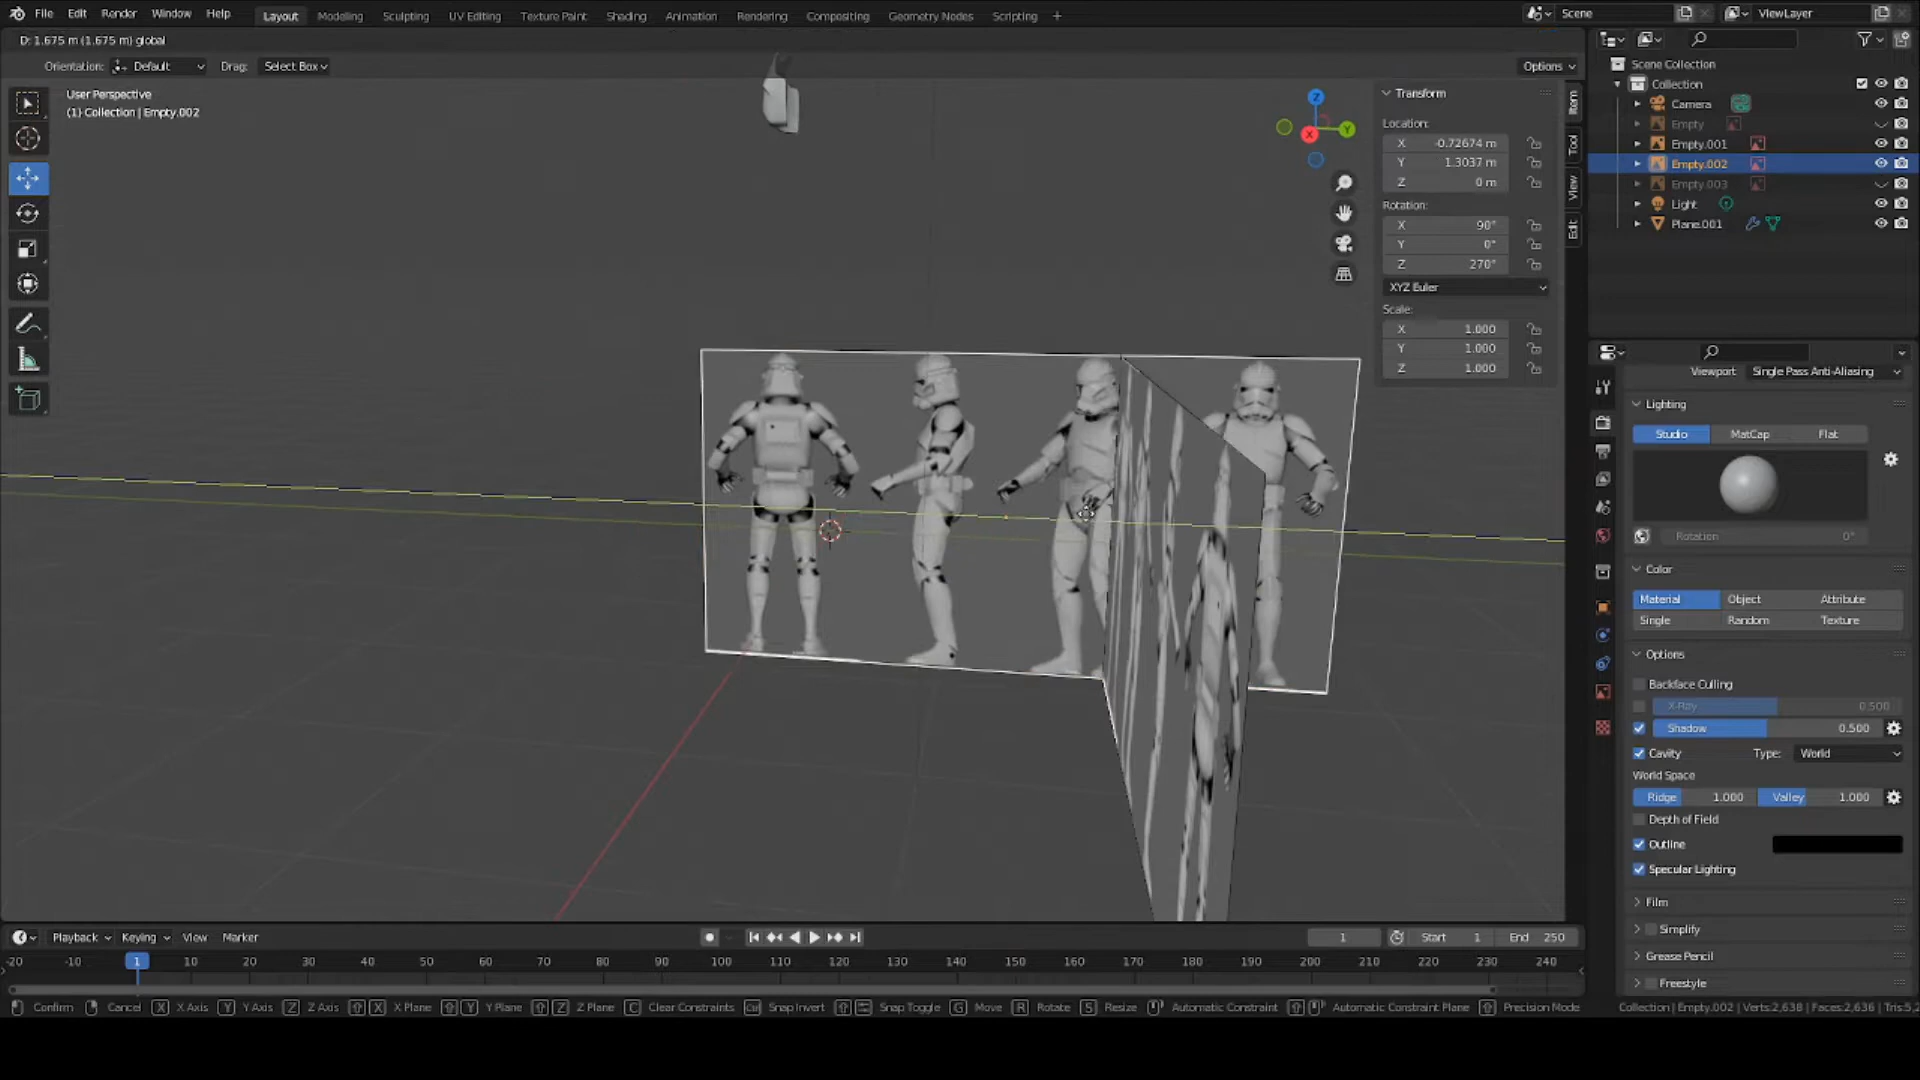 File Edit Render Window Help Layout Modeling Sculpting UV Editing Texture Paint Shading Animation Rendering Compositing Geometry Nodes Scripting + Scene ViewLayer
D: 1.675 m (1.675 m) global
Orientation: Default Drag: Select Box Options
User Perspective
(1) Collection | Empty.002
Z
Y
X
Transform
Location:
X -0.72674 m
Y 1.3037 m
Z 0 m
Rotation:
X 90°
Y 0°
Z 270°
XYZ Euler
Scale:
X 1.000
Y 1.000
Z 1.000
Item
Tool
View
Edit
Scene Collection
Collection
Camera
Empty
Empty.001
Empty.002
Empty.003
Light
Plane.001
Viewport Single Pass Anti-Aliasing
Lighting
Studio MatCap Flat
Rotation 0°
Color
Material Object Attribute
Single Random Texture
Options
Backface Culling
X-Ray 0.500
Shadow 0.500
Cavity Type: World
World Space
Ridge 1.000 Valley 1.000
Depth of Field
Outline
Specular Lighting
Film
Simplify
Grease Pencil
Freestyle
Playback Keying View Marker 1 Start 1 End 250
-20 -10 1 10 20 30 40 50 60 70 80 90 100 110 120 130 140 150 160 170 180 190 200 210 220 230 240
Confirm Cancel X X Axis Y Y Axis Z Z Axis X X Plane Y Y Plane Z Z Plane C Clear Constraints Snap Invert Snap Toggle G Move R Rotate S Resize Automatic Constraint Automatic Constraint Plane Precision Mode Collection | Empty.002 | Verts:2,638 | Faces:2,636 | Tris:5,2